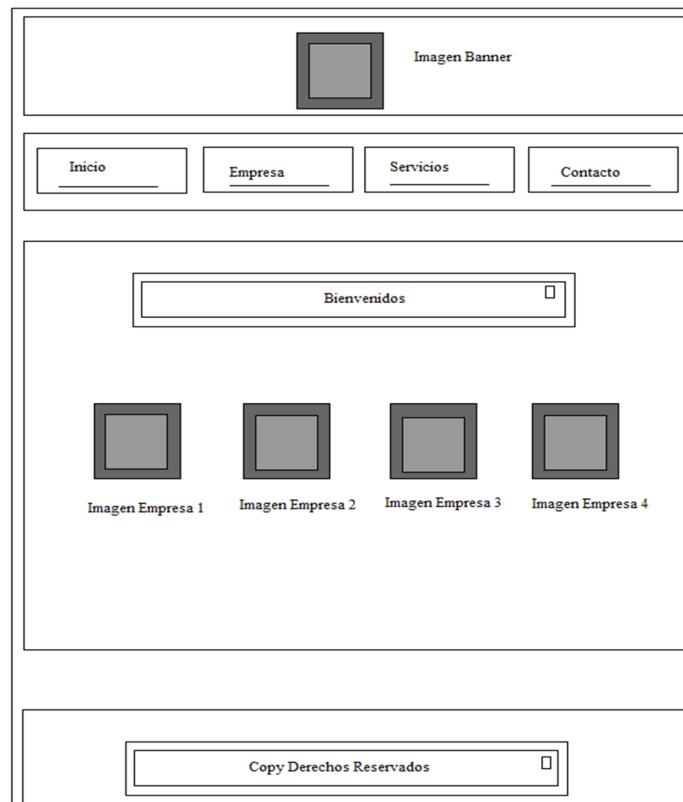 Imagen Banner
Inicio
Empresa
Servicios
Contacto
Bienvenidos
Imagen Empresa 1
Imagen Empresa 2
Imagen Empresa 3
Imagen Empresa 4
Copy Derechos Reservados